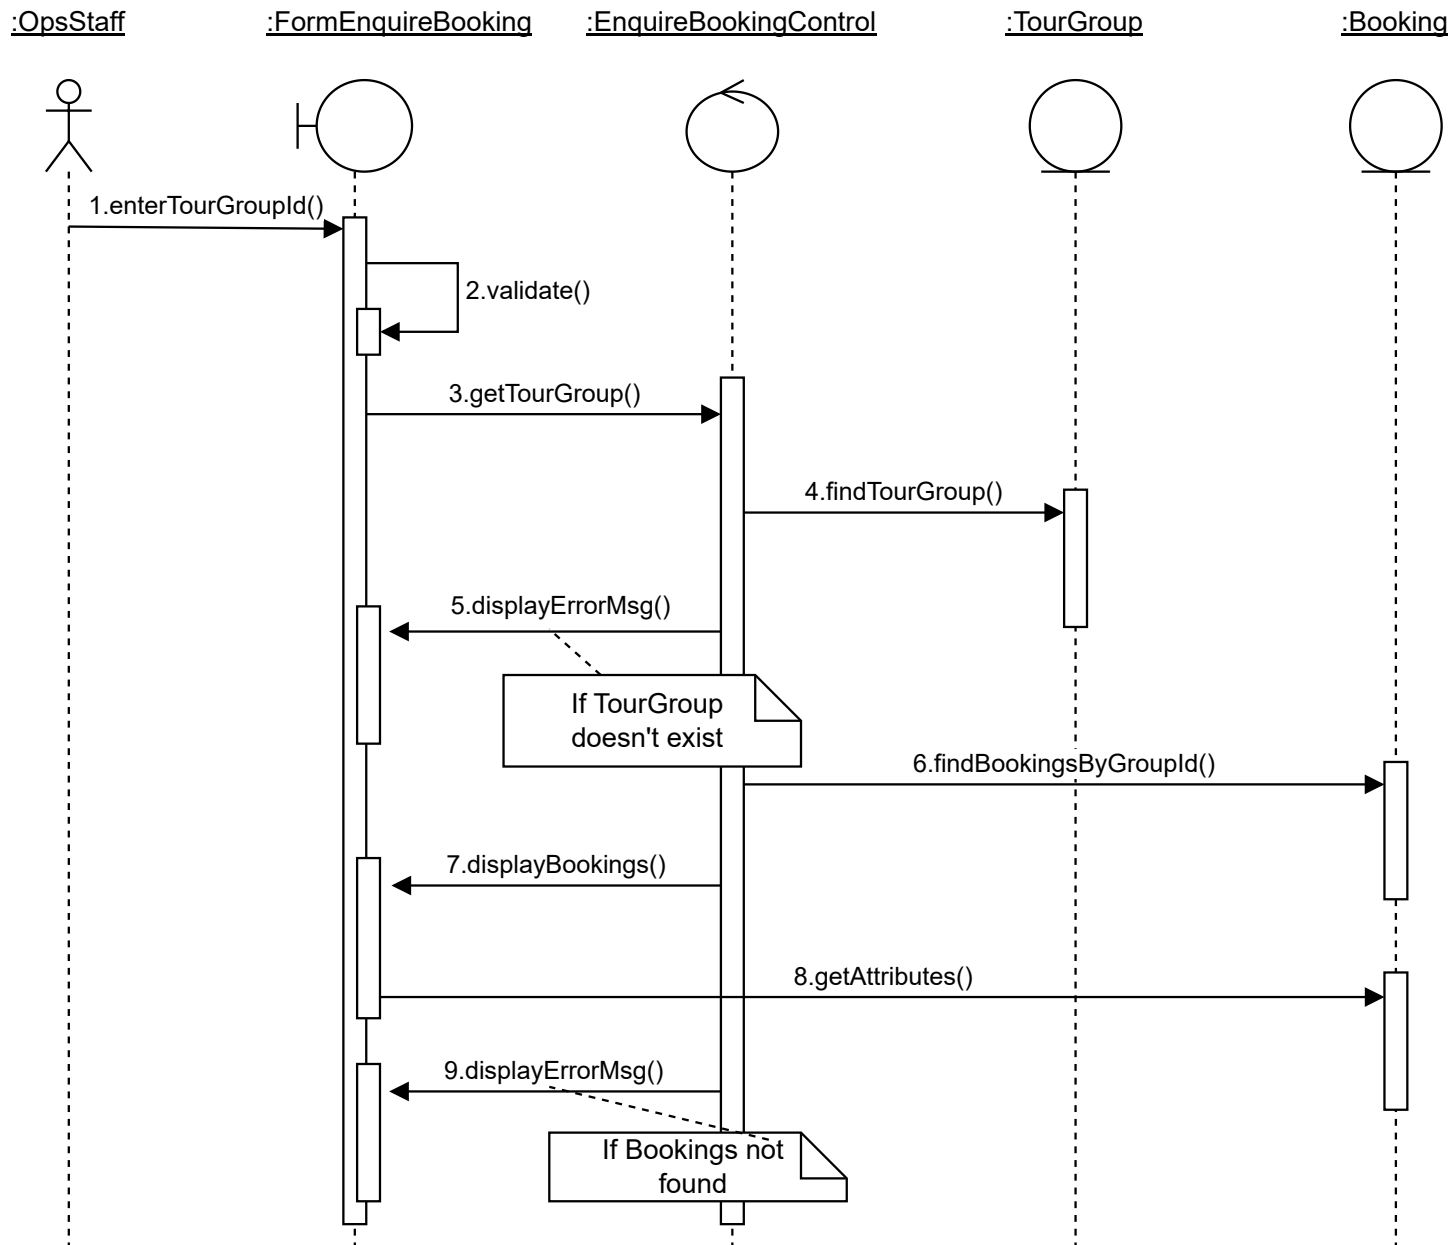 :OpsStaff
:FormEnquireBooking
:EnquireBookingControl
:TourGroup
:Booking
1.enterTourGroupId()
2.validate()
3.getTourGroup()
4.findTourGroup()
5.displayErrorMsg()
If TourGroup
doesn't exist
6.findBookingsByGroupId()
7.displayBookings()
8.getAttributes()
9.displayErrorMsg()
If Bookings not
found